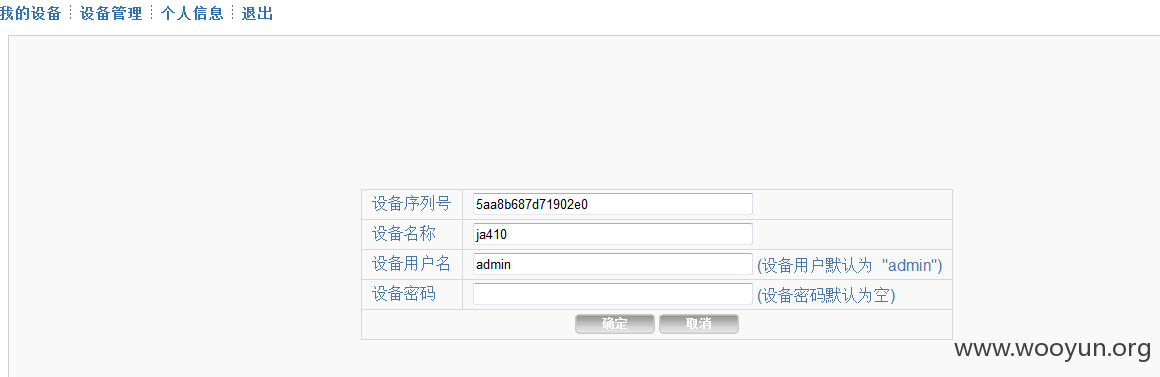 我的设备 设备管理 个人信息 退出
设备序列号 5aa8b687d71902e0
设备名称 ja410
设备用户名 admin (设备用户默认为 "admin")
设备密码 (设备密码默认为空)
确定 取消
www.wooyun.org